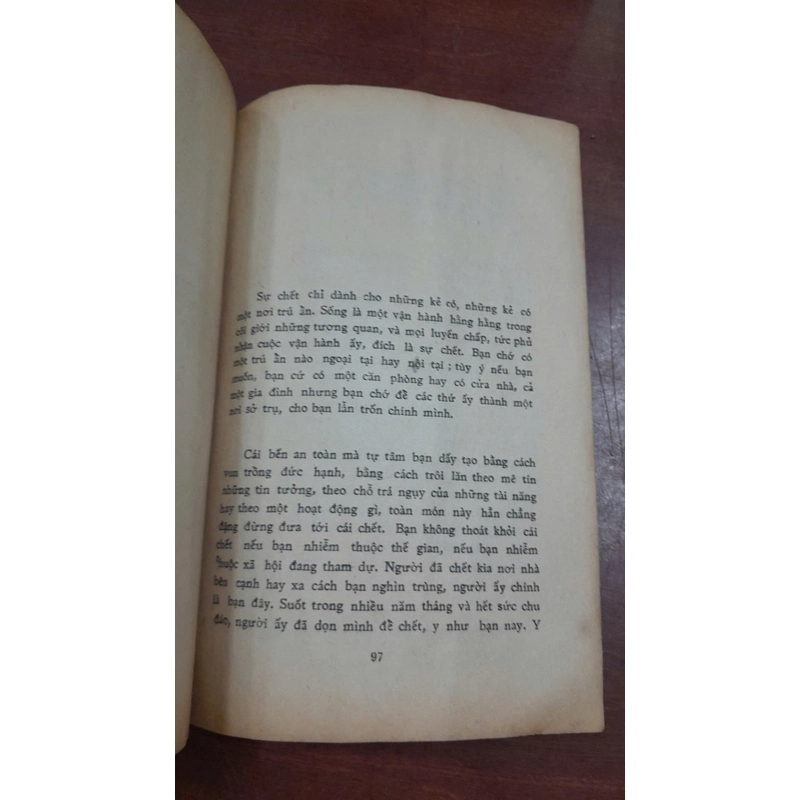 Sự chết chỉ dành cho những kẻ có, những kẻ có
một nơi trú ẩn. Sống là một vận hành hằng hằng trong
cõi giới những tương quan, và mọi luyến chấp, tức phủ
nhận cuộc vận hành ấy, đích là sự chết. Bạn chớ có
một trú ẩn nào ngoại tại hay nội tại ; tùy ý nếu bạn
muốn, bạn cứ có một căn phòng hay có cửa nhà, cả
một gia đình nhưng bạn chớ để các thứ ấy thành một
nơi sở trụ, cho bạn lẩn trốn chính mình.
Cái bến an toàn mà tự tâm bạn dấy tạo bằng cách
vun trồng đức hạnh, bằng cách trôi lăn theo mê tín
những tin tưởng, theo chỗ trá ngụy của những tài năng
hay theo một hoạt động gì, toàn món này hẳn chẳng
đặng đừng đưa tới cái chết. Bạn không thoát khỏi cái
chết nếu bạn nhiễm thuộc thế gian, nếu bạn nhiễm
thuộc xã hội đang tham dự. Người đã chết kia nơi nhà
bên cạnh hay xa cách bạn nghìn trùng, người ấy chính
là bạn đây. Suốt trong nhiều năm tháng và hết sức chu
đáo, người ấy đã dọn mình để chết, y như bạn nay. Y
97